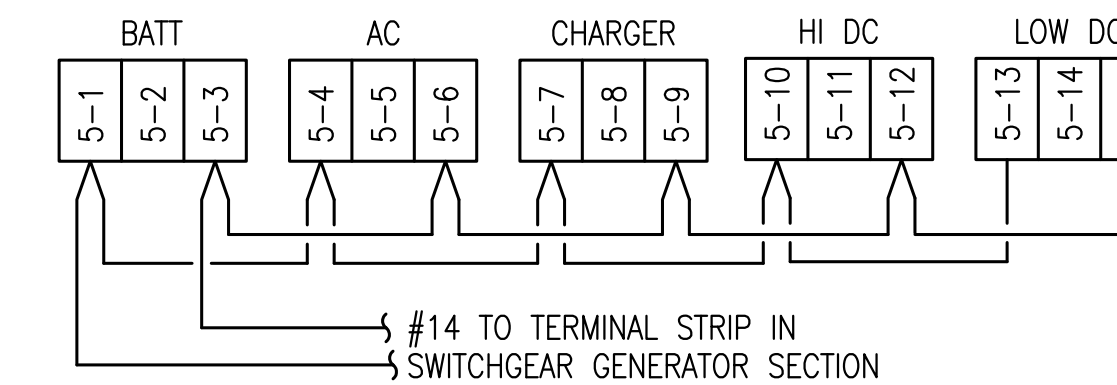 BATT AC CHARGER HI DC LOW DC
5-1 5-2 5-3 5-4 5-5 5-6 5-7 5-8 5-9 5-10 5-11 5-12 5-13 5-14
#14 TO TERMINAL STRIP IN
SWITCHGEAR GENERATOR SECTION